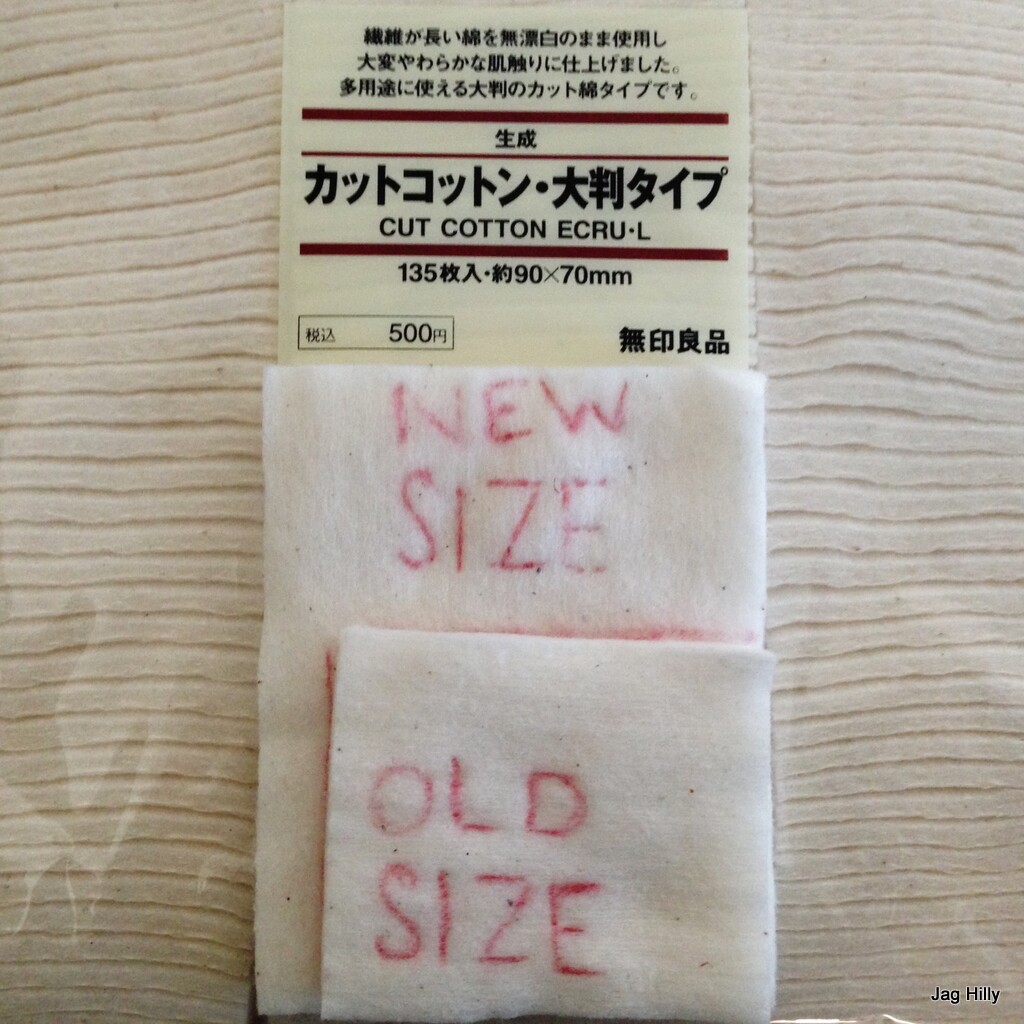 繊維が長い綿を無漂白のまま使用し
大変やわらかな肌触りに仕上げました。
多用途に使える大判のカット綿タイプです。
生成
カットコットン・大判タイプ
CUT COTTON ECRU・L
135枚入・約90×70mm
税込 500円
無印良品
NEW
SIZE
OLD
SIZE
Jag Hilly